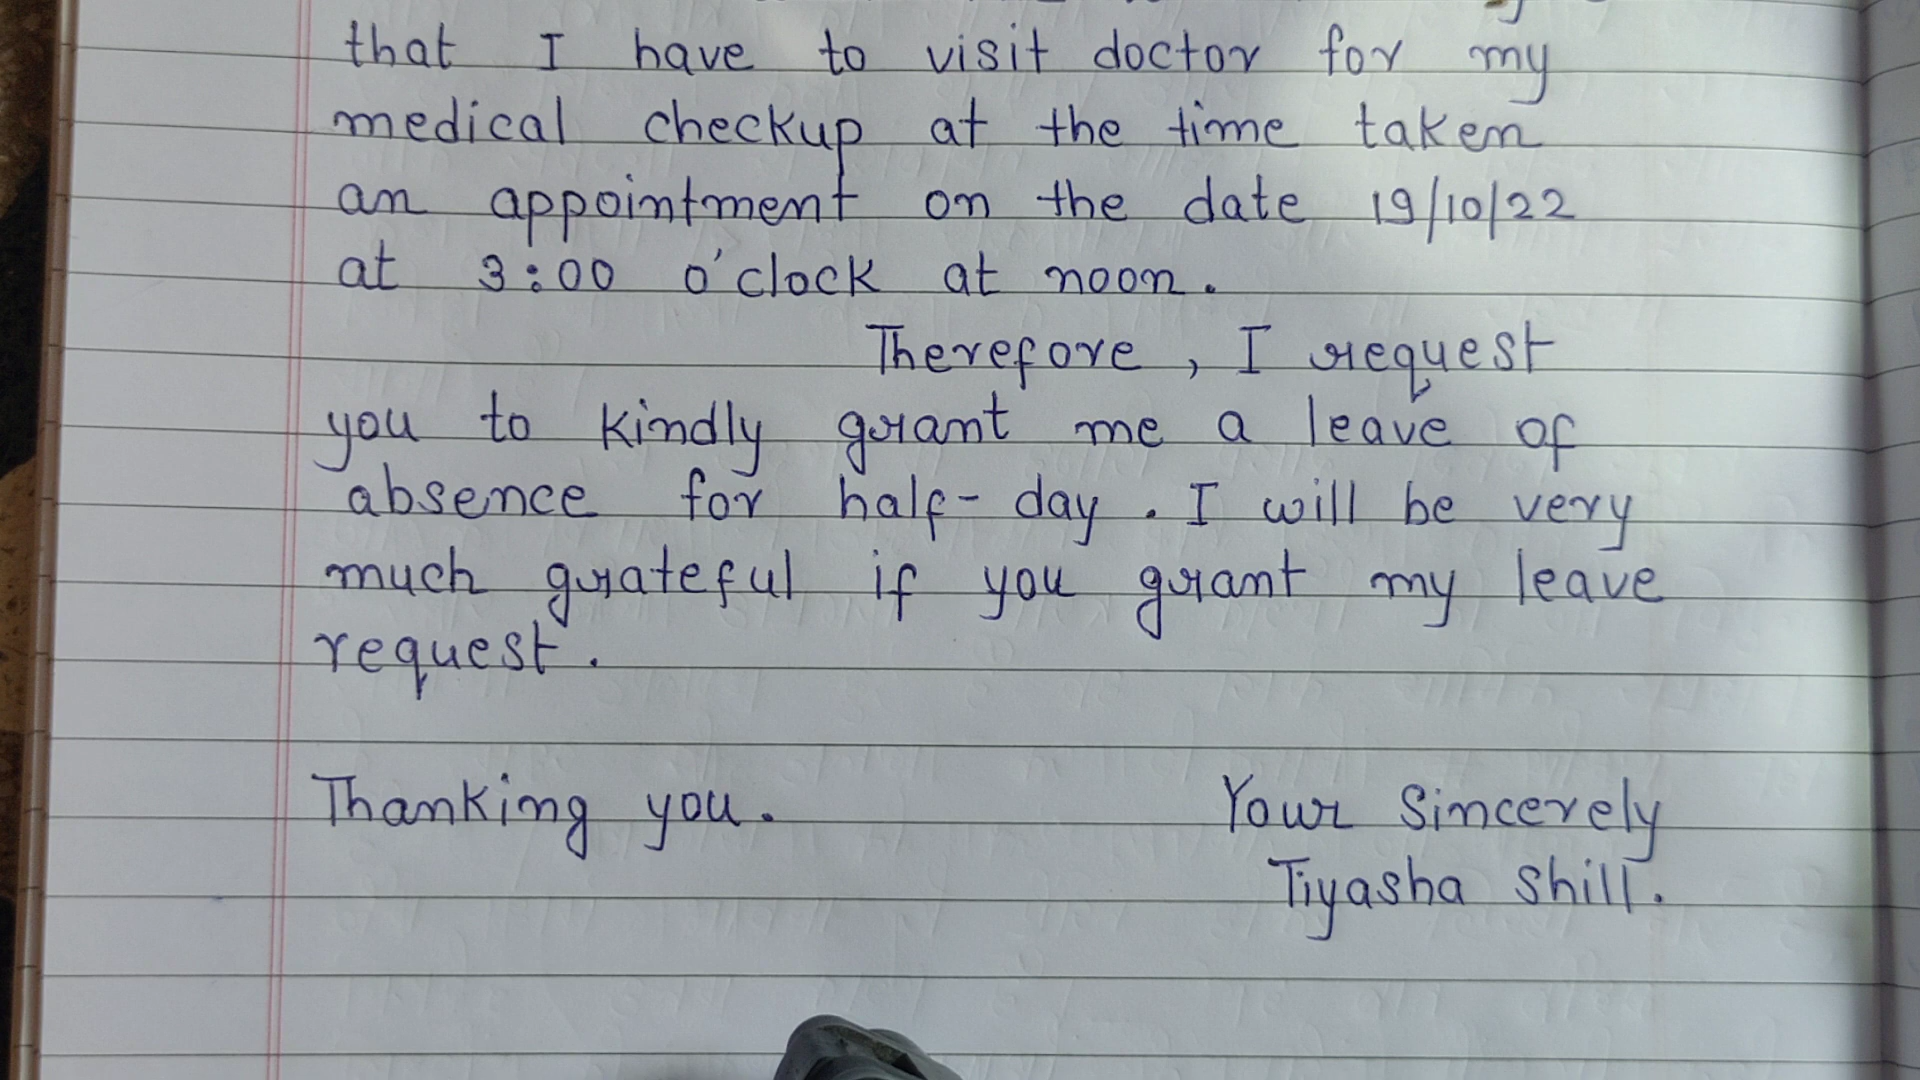 that I have to visit doctor for my
medical checkup at the time taken
an appointment on the date 19/10/22
at 3:00 o'clock at noon.
Therefore, I request
you to kindly grant me a leave of
absence for half-day. I will be very
much grateful if you grant my leave
request.
Thanking you.
Your Sincerely
Tiyasha Shill.